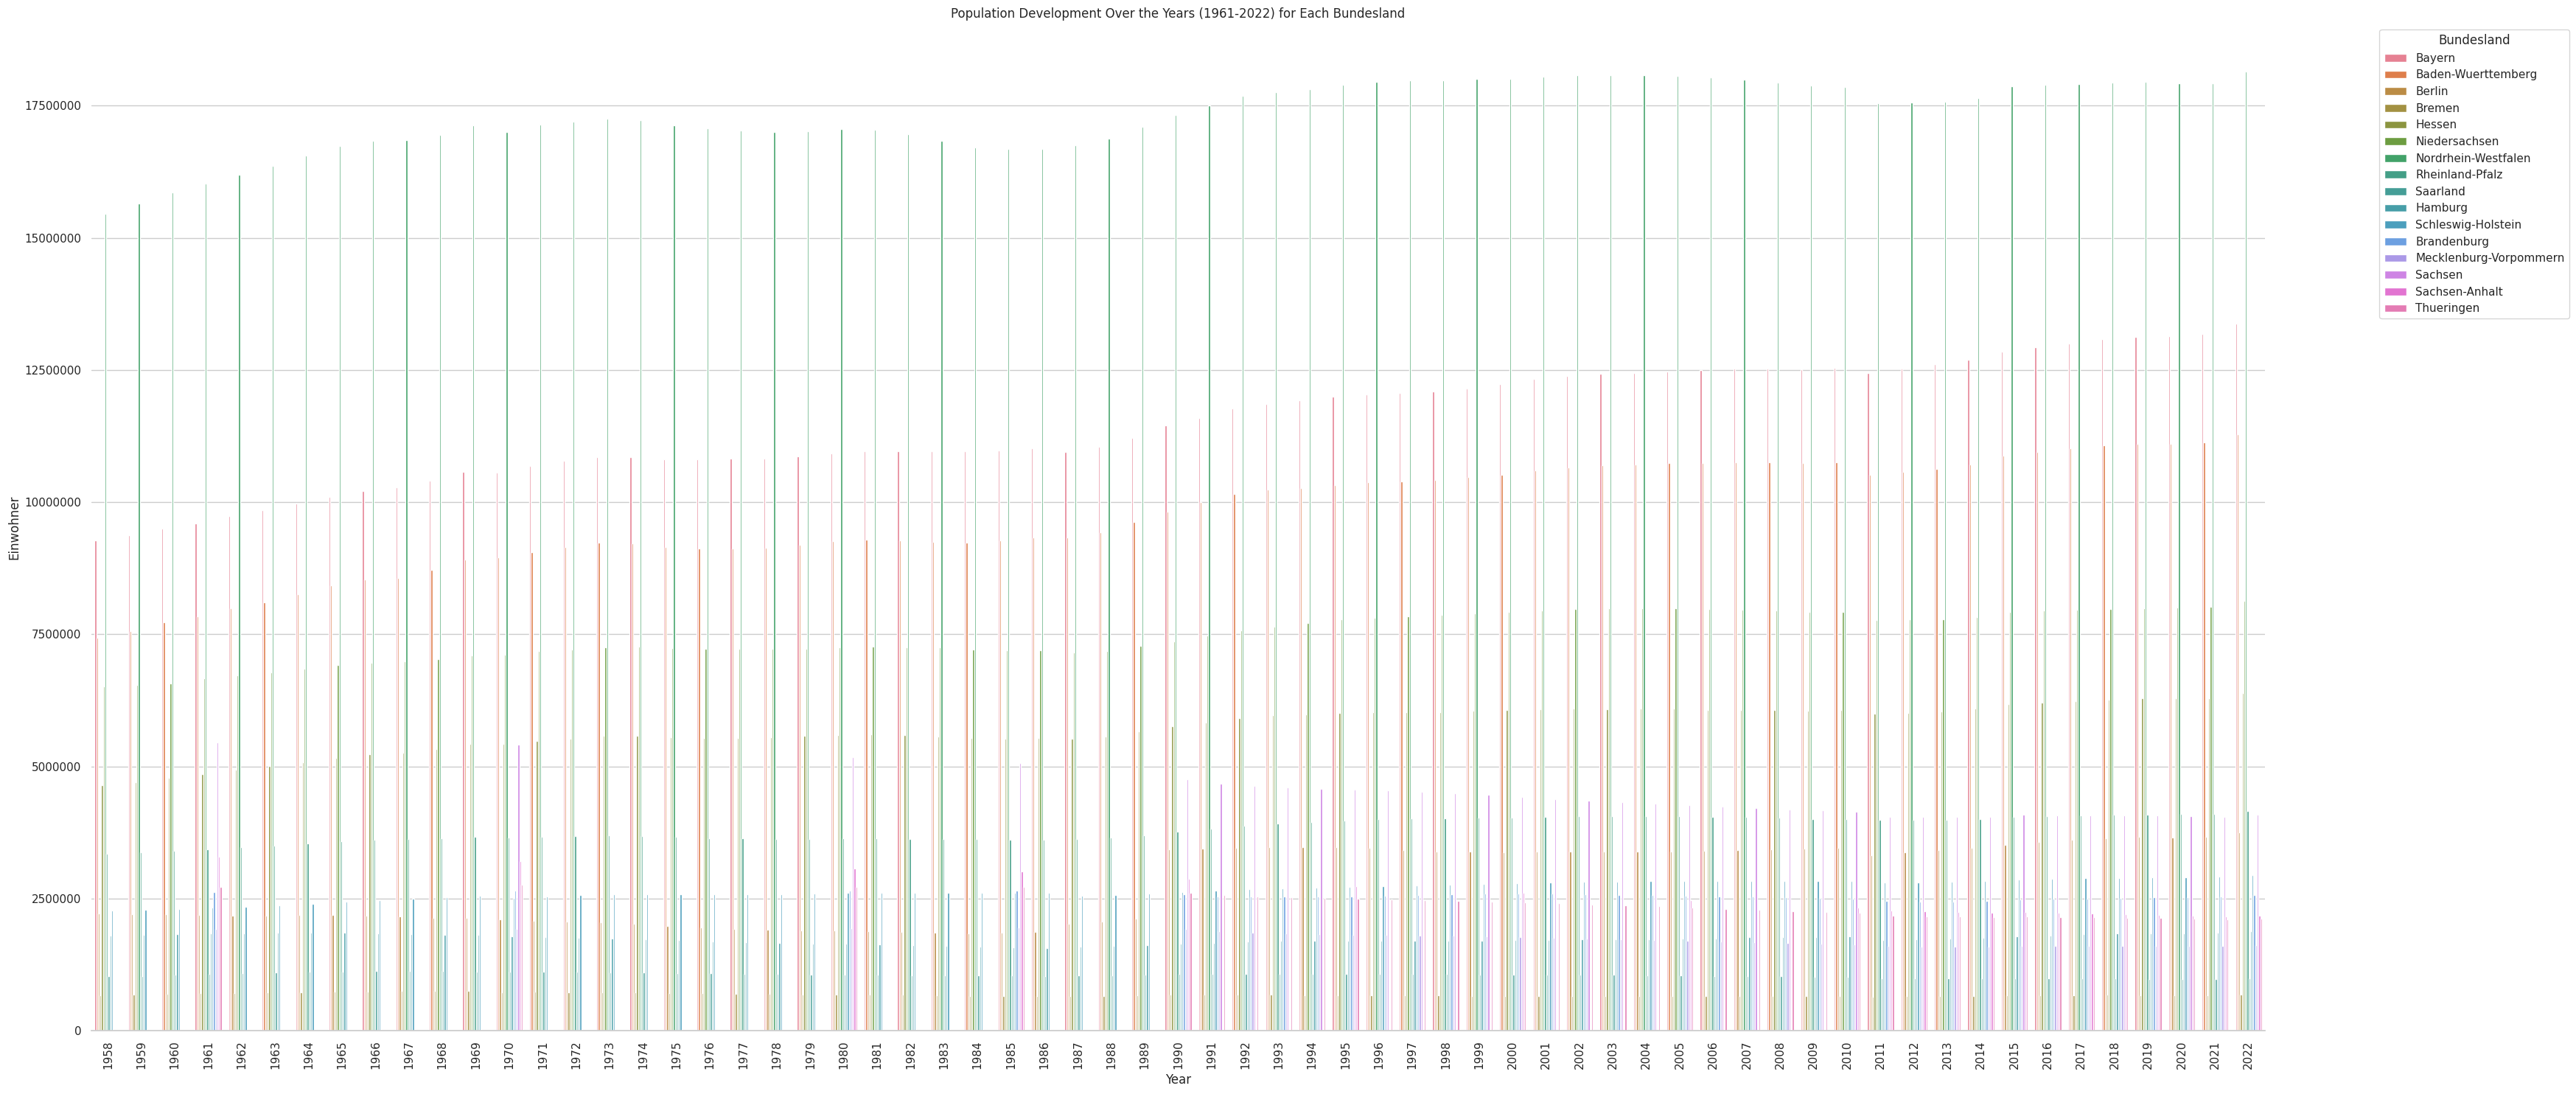 Population Development Over the Years (1961-2022) for Each Bundesland
Bundesland
Bayern
Baden-Wuerttemberg
Berlin
Bremen
Hessen
Niedersachsen
Nordrhein-Westfalen
Rheinland-Pfalz
Saarland
Hamburg
Schleswig-Holstein
Brandenburg
Mecklenburg-Vorpommern
Sachsen
Sachsen-Anhalt
Thueringen
17500000
15000000
12500000
10000000
7500000
5000000
2500000
0
Einwohner
1958 1959 1960 1961 1962 1963 1964 1965 1966 1967 1968 1969 1970 1971 1972 1973 1974 1975 1976 1977 1978 1979 1980 1981 1982 1983 1984 1985 1986 1987 1988 1989 1990 1991 1992 1993 1994 1995 1996 1997 1998 1999 2000 2001 2002 2003 2004 2005 2006 2007 2008 2009 2010 2011 2012 2013 2014 2015 2016 2017 2018 2019 2020 2021 2022
Year